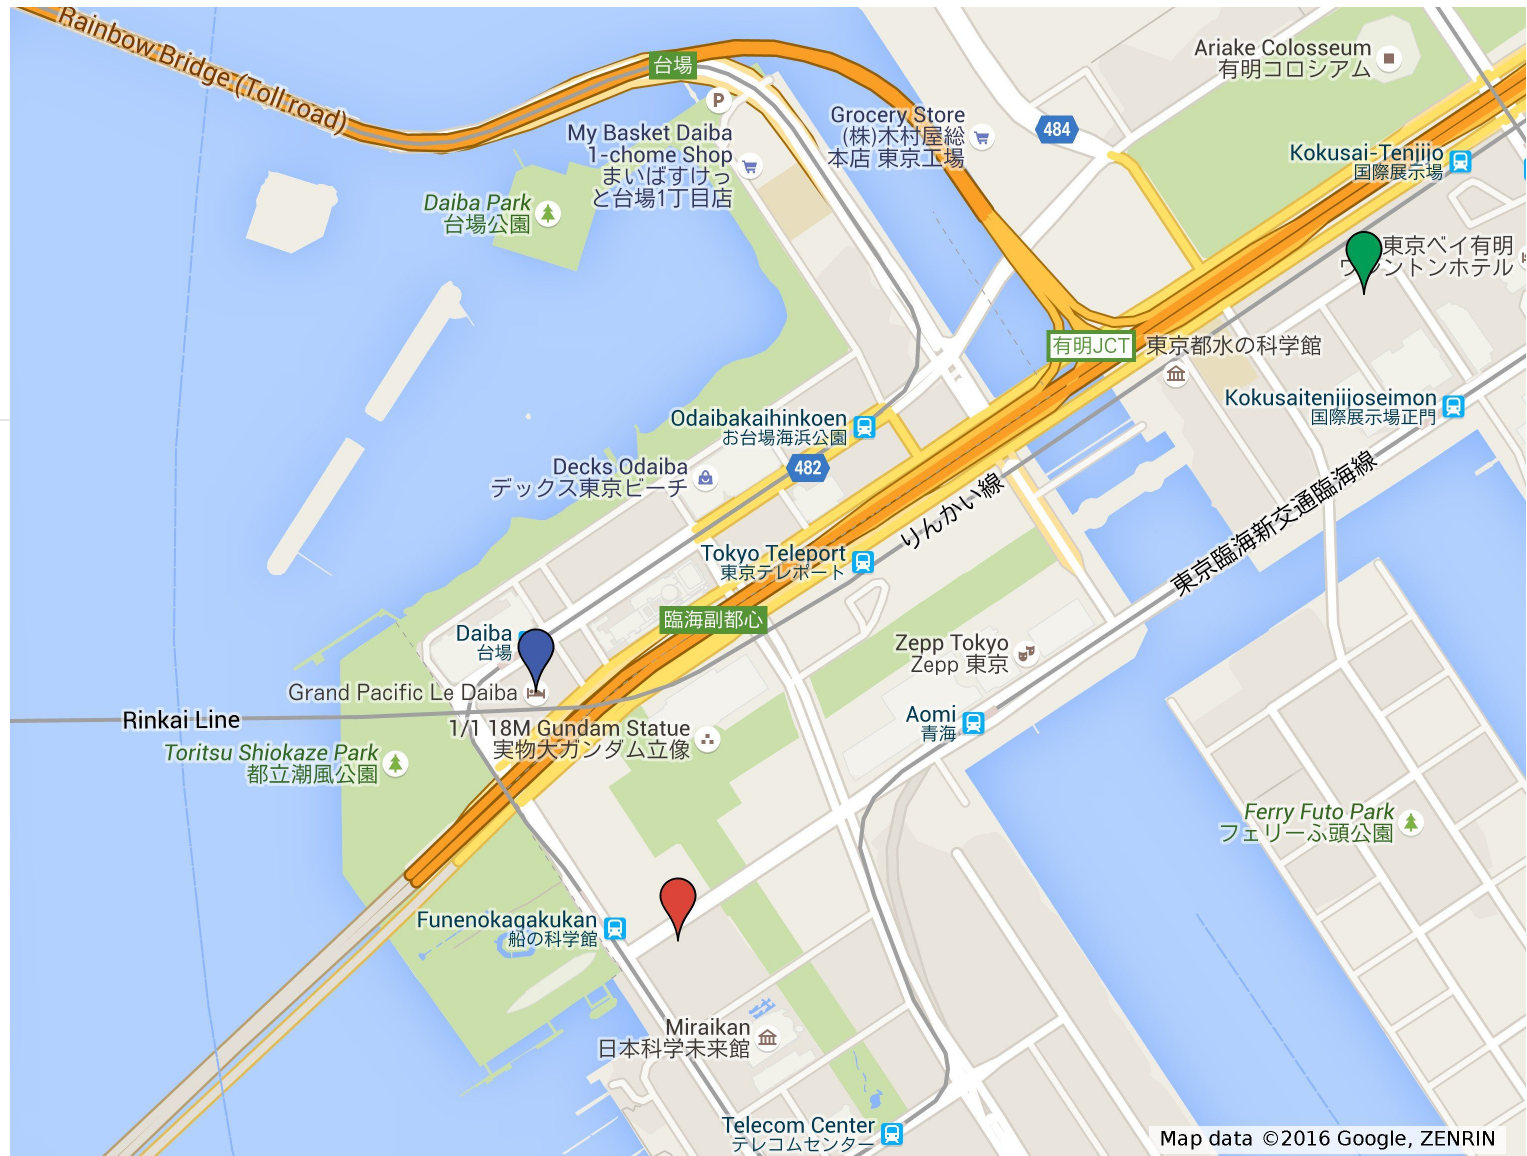 Rainbow Bridge (Toll road)
台場
P
Ariake Colosseum
有明コロシアム
My Basket Daiba
1-chome Shop
まいばすけっ
と台場1丁目店
Grocery Store
(株)木村屋総
本店 東京工場
484
Kokusai-Tenjijo
国際展示場
Daiba Park
台場公園
東京ベイ有明
ワシントンホテル
有明JCT
東京都水の科学館
Kokusaitenjijoseimon
国際展示場正門
Odaibakaihinkoen
お台場海浜公園
482
Decks Odaiba
デックス東京ビーチ
りんかい線
東京臨海新交通臨海線
Tokyo Teleport
東京テレポート
臨海副都心
Daiba
台場
Zepp Tokyo
Zepp 東京
Grand Pacific Le Daiba
Rinkai Line
1/1 18M Gundam Statue
実物大ガンダム立像
Aomi
青海
Toritsu Shiokaze Park
都立潮風公園
Ferry Futo Park
フェリーふ頭公園
Funenokagakukan
船の科学館
Miraikan
日本科学未来館
Telecom Center
テレコムセンター
Map data ©2016 Google, ZENRIN